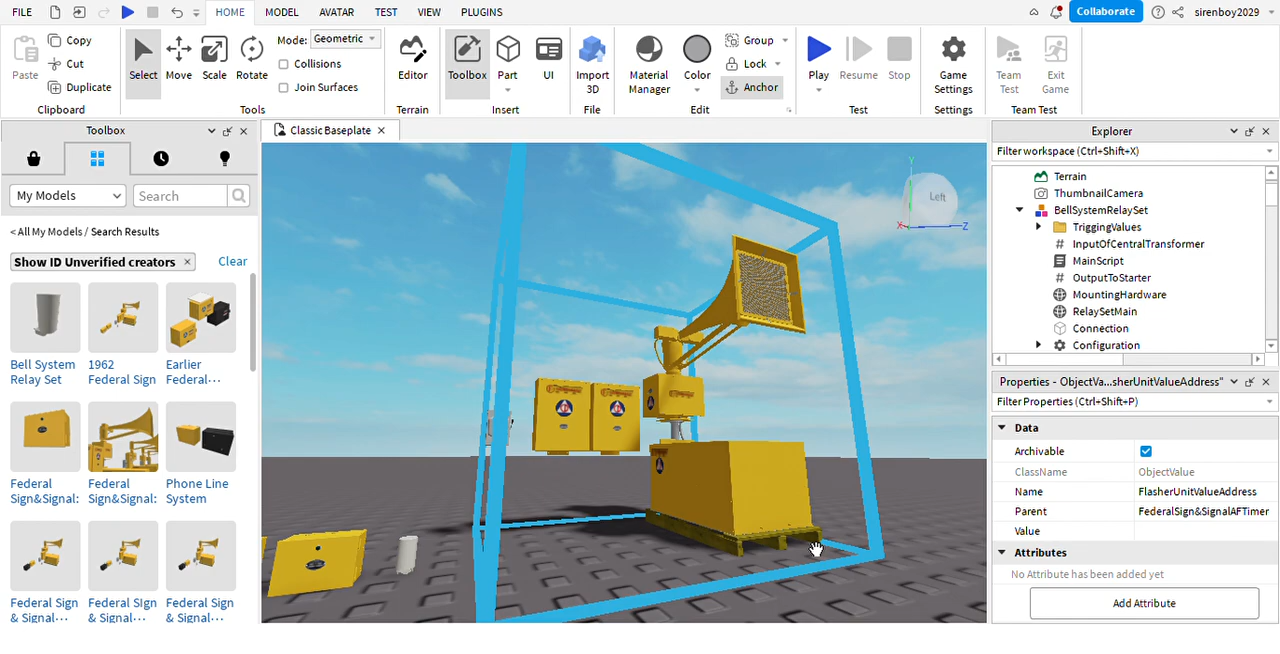 FILE HOME MODEL AVATAR TEST VIEW PLUGINS Collaborate sirenboy2029
Paste Copy Cut Duplicate Clipboard
Select Move Scale Rotate Mode: Geometric Collisions Join Surfaces Tools
Editor Terrain
Toolbox Part UI Insert
Import 3D File
Material Manager Color Group Lock Anchor Edit
Play Resume Stop Test
Game Settings Settings
Team Test Exit Game Team Test
Toolbox
My Models Search
< All My Models / Search Results
Show ID Unverified creators × Clear
Bell System Relay Set
1962 Federal Sign
Earlier Federal...
Federal Sign&Signal:
Federal Sign&Signal:
Phone Line System
Federal Sign & Signal...
Federal Sign & Signal...
Federal Sign & Signal...
Classic Baseplate
Y
Left
X
Z
Explorer
Filter workspace (Ctrl+Shift+X)
Terrain
ThumbnailCamera
BellSystemRelaySet
TriggingValues
# InputOfCentralTransformer
MainScript
# OutputToStarter
MountingHardware
RelaySetMain
Connection
Configuration
Properties - ObjectVa...sherUnitValueAddress"
Filter Properties (Ctrl+Shift+P)
Data
Archivable
ClassName ObjectValue
Name FlasherUnitValueAddress
Parent FederalSign&SignalAFTimer
Value
Attributes
No Attribute has been added yet
Add Attribute